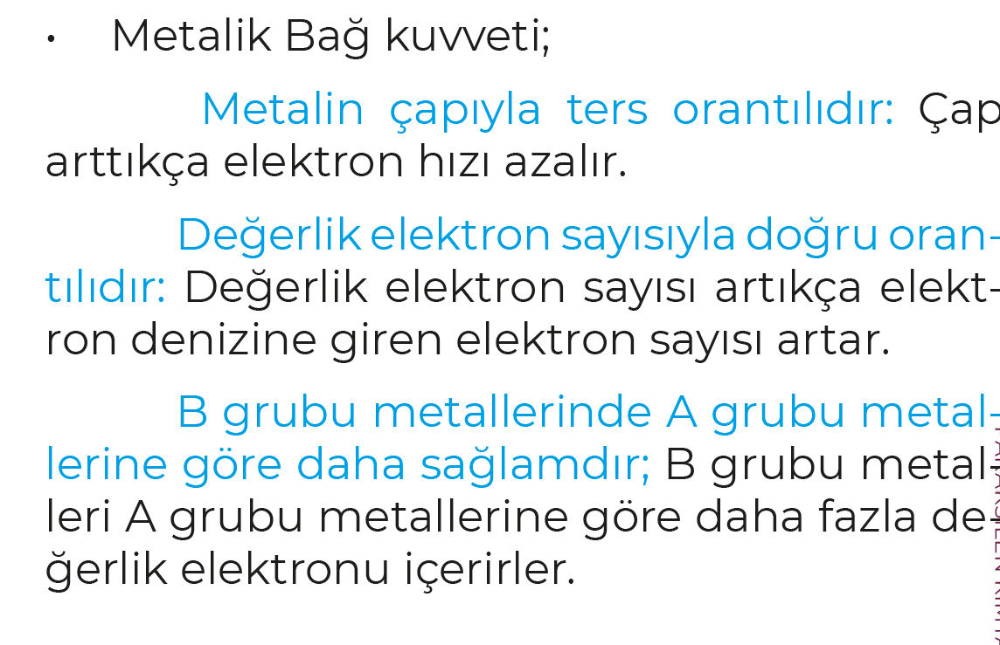 • Metalik Bağ kuvveti;
Metalin çapıyla ters orantılıdır: Çap
arttıkça elektron hızı azalır.
Değerlik elektron sayısıyla doğru oran-
tılıdır: Değerlik elektron sayısı artıkça elekt-
ron denizine giren elektron sayısı artar.
B grubu metallerinde A grubu metal-
lerine göre daha sağlamdır; B grubu metal-
leri A grubu metallerine göre daha fazla de-
ğerlik elektronu içerirler.